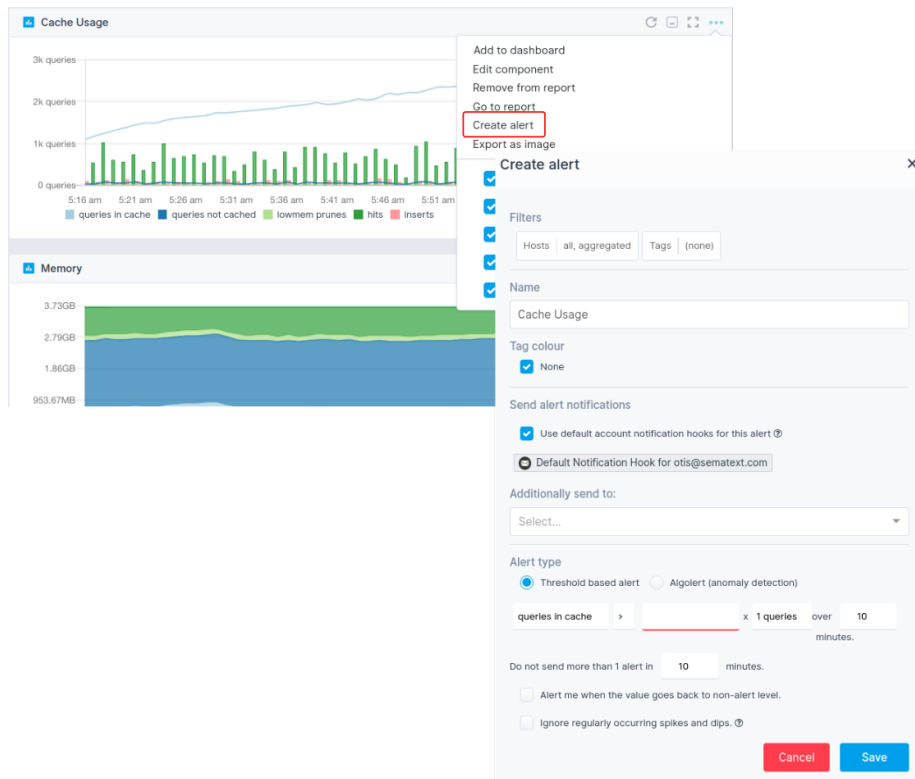 Cache Usage
Add to dashboard
Edit component
Remove from report
Go to report
Create alert
Export as image
3k queries
2k queries
1k queries
0 queries
5:16 am 5:21 am 5:26 am 5:31 am 5:36 am 5:41 am 5:46 am 5:51 am
queries in cache queries not cached lowmem prunes hits inserts
Memory
3.73GB
2.79GB
1.86GB
953.67MB
Create alert
Filters
Hosts all, aggregated Tags (none)
Name
Cache Usage
Tag colour
None
Send alert notifications
Use default account notification hooks for this alert
Default Notification Hook for otis@sematext.com
Additionally send to:
Select...
Alert type
Threshold based alert Algolert (anomaly detection)
queries in cache > x 1 queries over 10
minutes.
Do not send more than 1 alert in 10 minutes.
Alert me when the value goes back to non-alert level.
Ignore regularly occurring spikes and dips.
Cancel Save